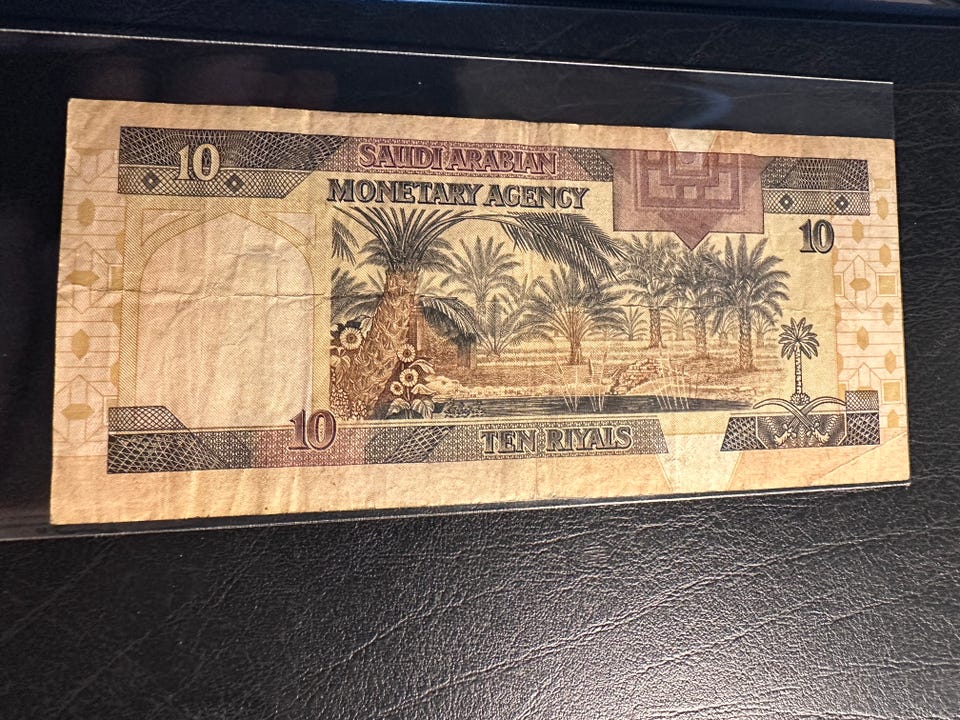 10
SAUDI ARABIAN
MONETARY AGENCY
10
10
TEN RIYALS